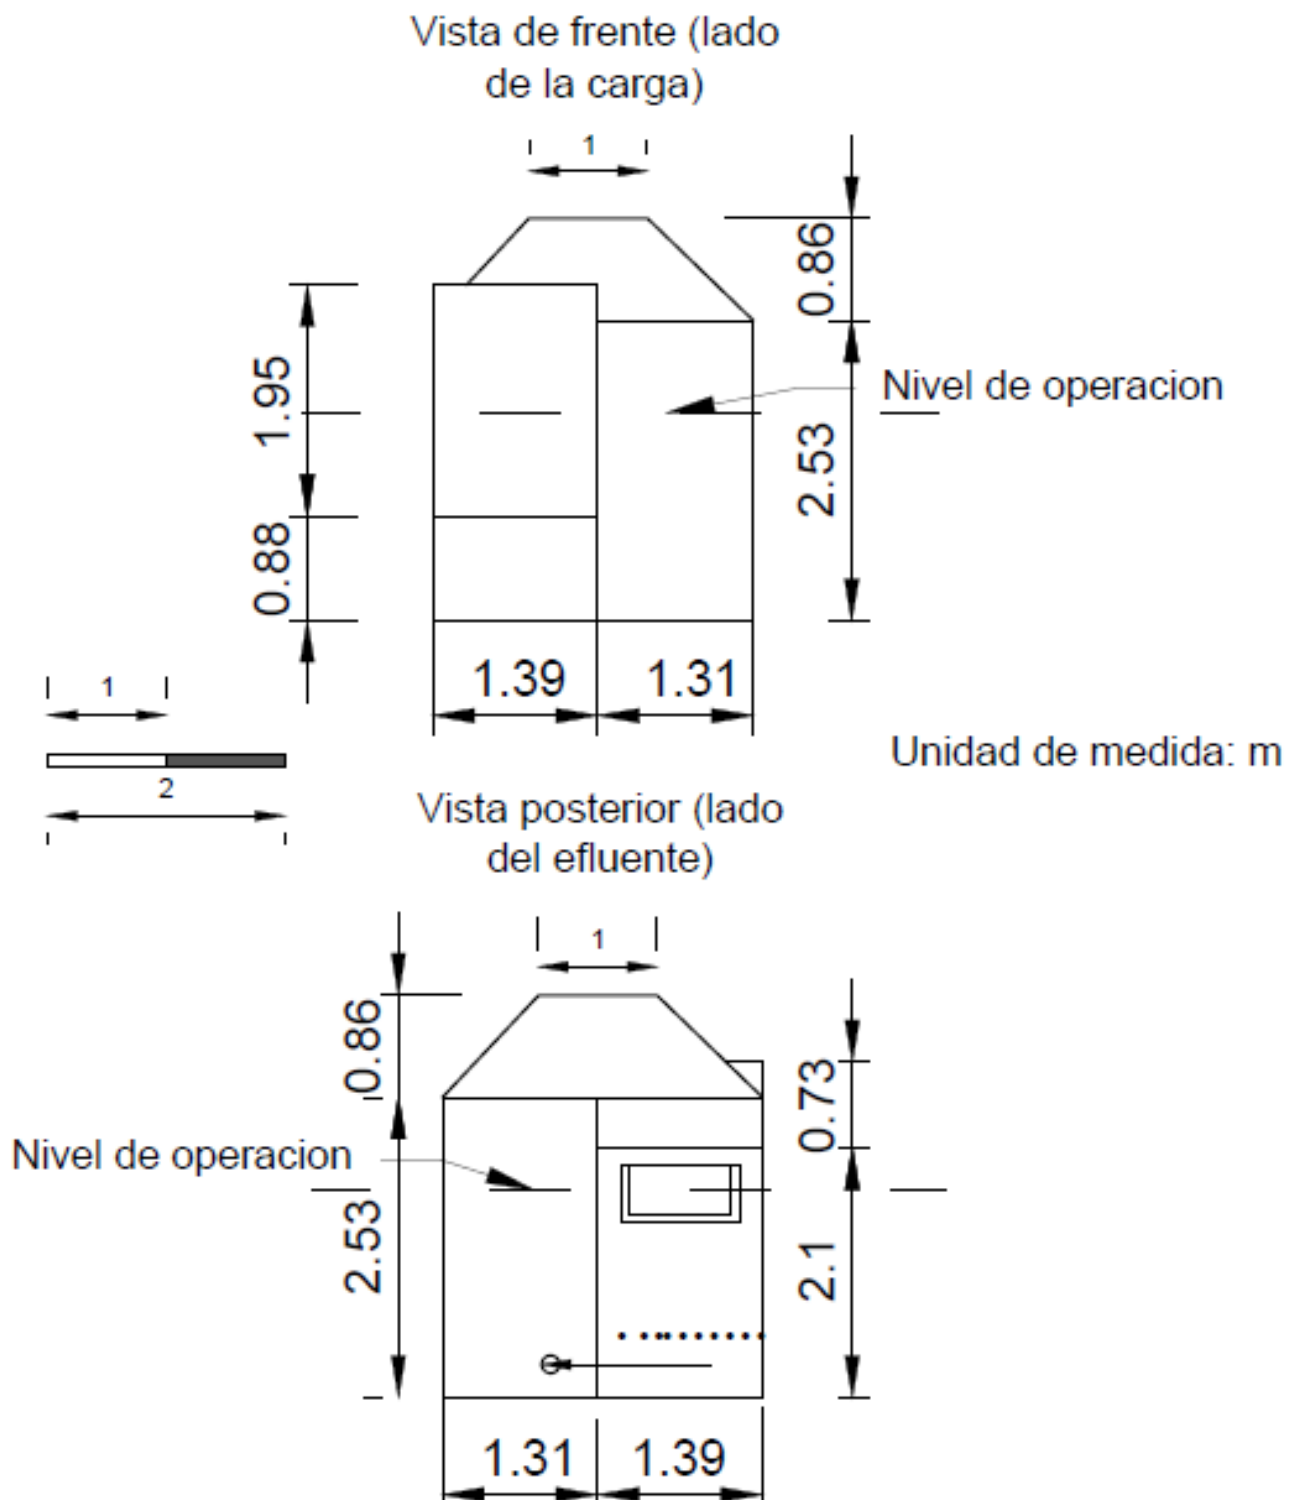 Vista de frente (lado
de la carga)
1
0.86
1.95
Nivel de operacion
2.53
0.88
1.39 1.31
1
Unidad de medida: m
2
Vista posterior (lado
del efluente)
1
0.86
0.73
Nivel de operacion
2.53
2.1
1.31 1.39